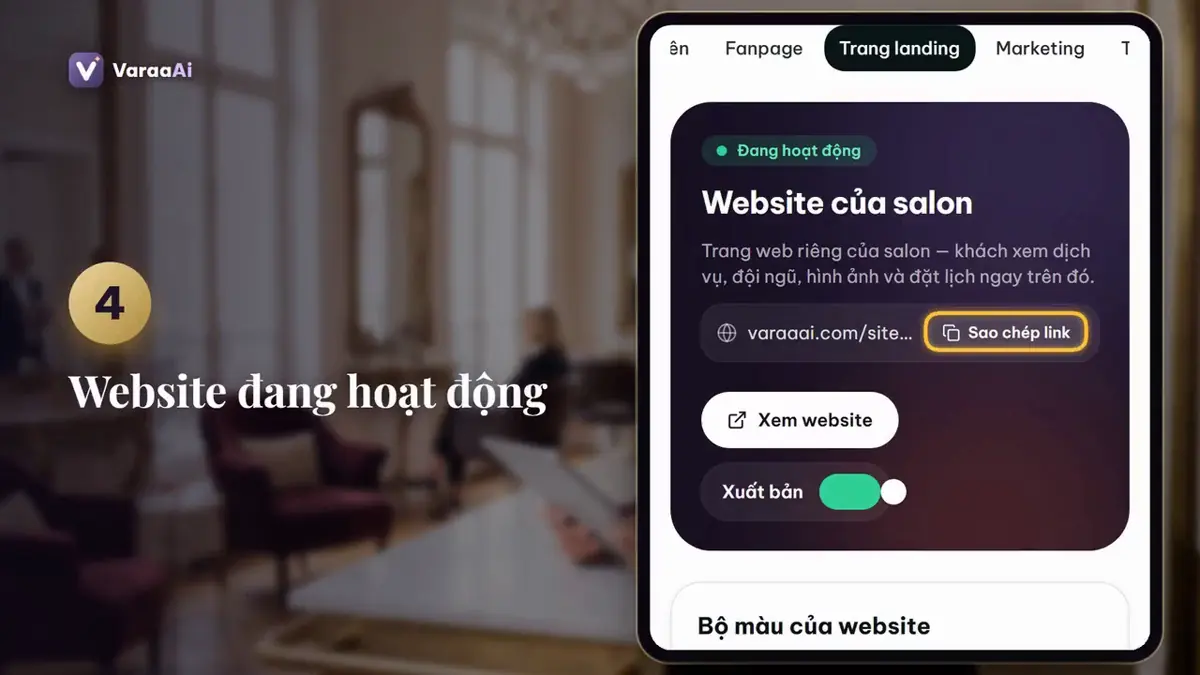 VaraaAi
4
Website đang hoạt động
ên
Fanpage
Trang landing
Marketing
T
Đang hoạt động
Website của salon
Trang web riêng của salon — khách xem dịch
vụ, đội ngũ, hình ảnh và đặt lịch ngay trên đó.
varaaai.com/site...
Sao chép link
Xem website
Xuất bản
Bộ màu của website